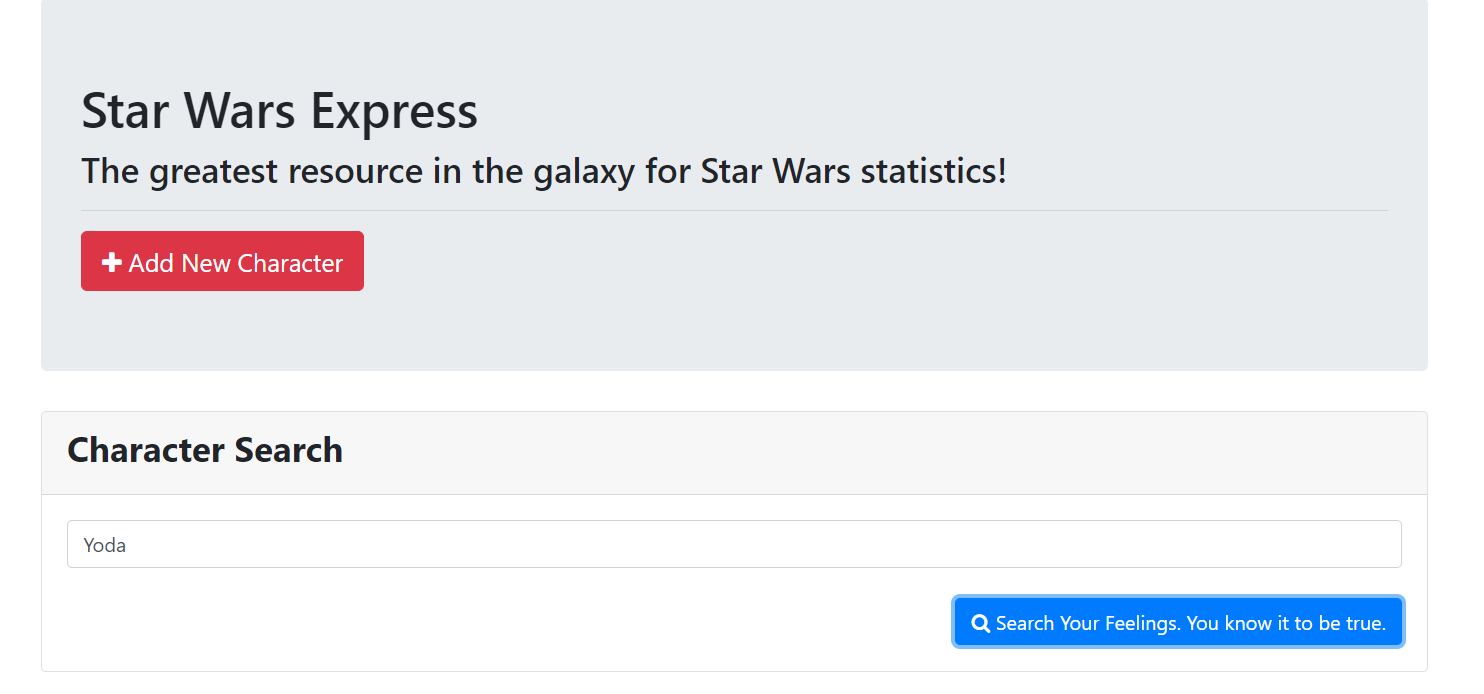 Star Wars Express
The greatest resource in the galaxy for Star Wars statistics!
Add New Character
Character Search
Yoda
Search Your Feelings. You know it to be true.